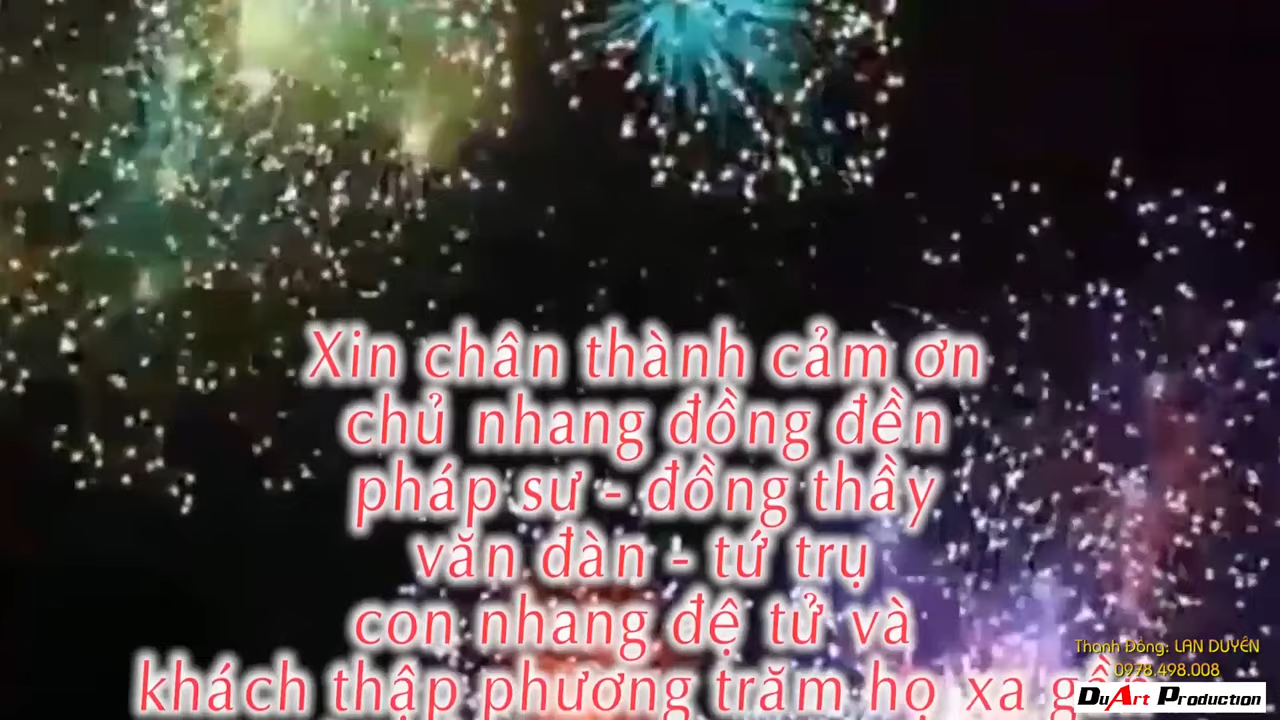 Xin chân thành cảm ơn
chủ nhang đồng đền
pháp sư - đồng thầy
văn đàn - tứ trụ
con nhang đệ tử và
khách thập phương trăm họ xa gần
Thanh Đồng: LAN DUYÊN
0978.498.008
DuArt Production